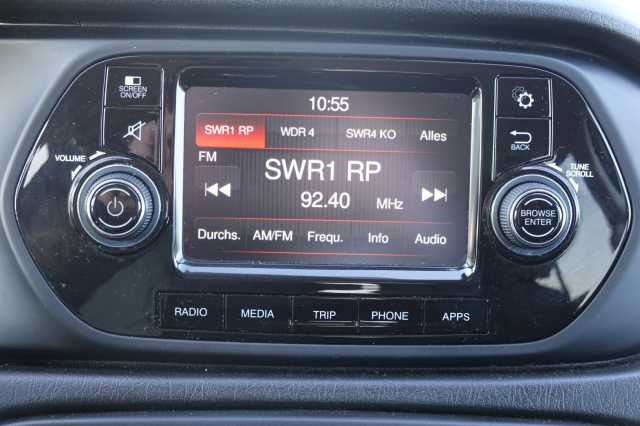 SCREEN
ON/OFF
10:55
SWR1 RP WDR 4 SWR4 KO Alles
FM
SWR1 RP
92.40 MHz
Durchs. AM/FM Frequ. Info Audio
VOLUME
BACK
TUNE
SCROLL
BROWSE
ENTER
RADIO MEDIA TRIP PHONE APPS